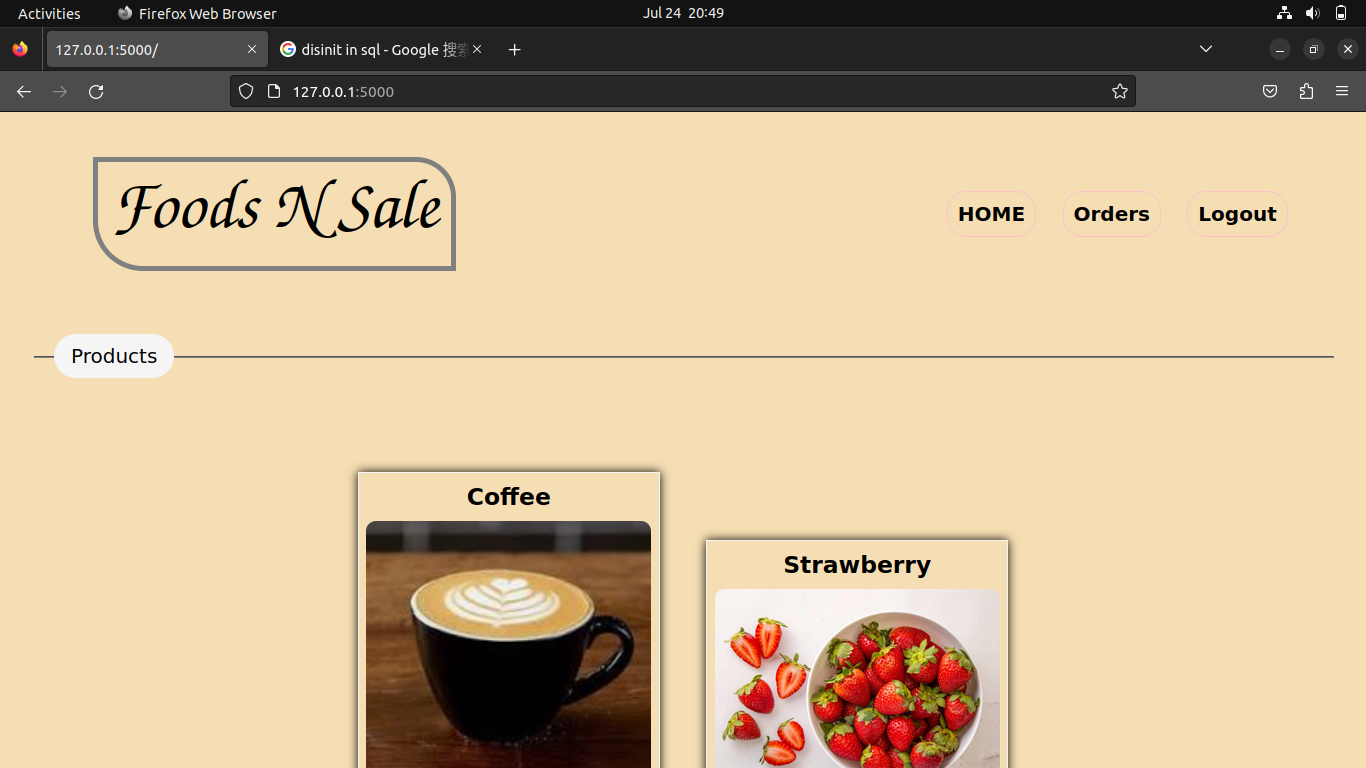 Activities Firefox Web Browser Jul 24 20:49
127.0.0.1:5000/ disinit in sql - Google 搜索
127.0.0.1:5000
Foods N Sale
HOME Orders Logout
Products
Coffee
Strawberry